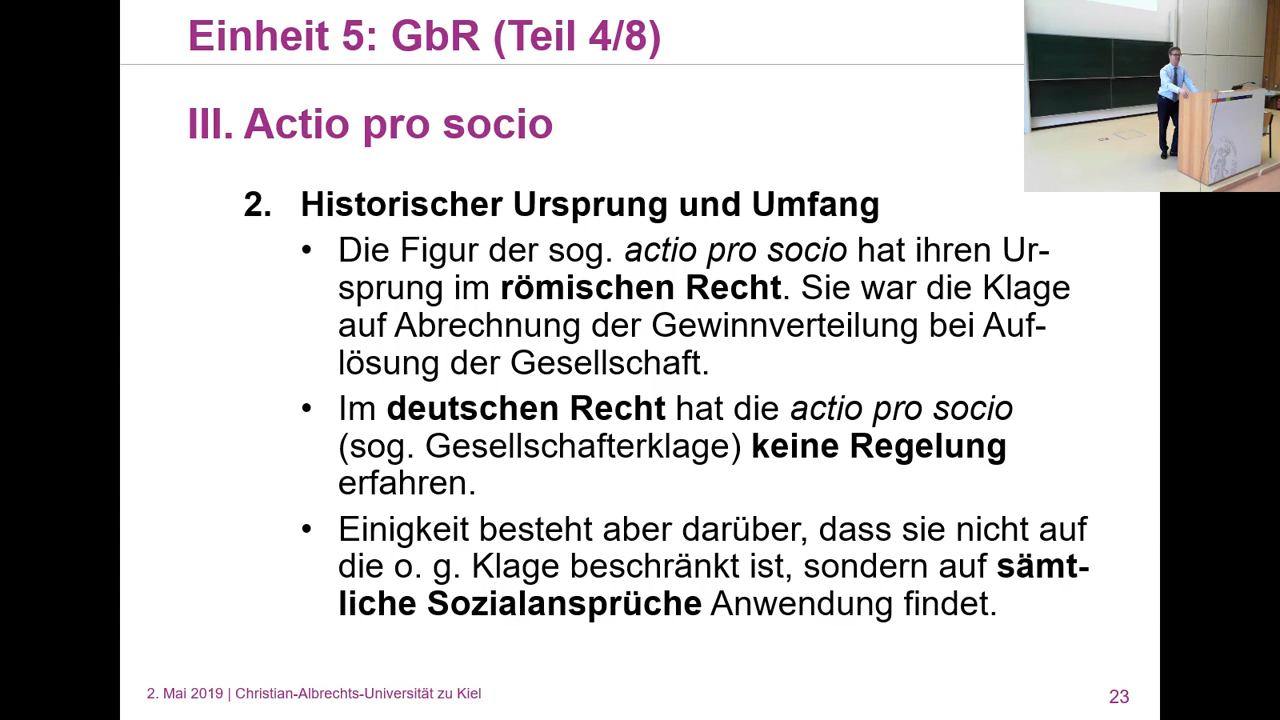 Einheit 5: GbR (Teil 4/8)
III. Actio pro socio
2. Historischer Ursprung und Umfang
• Die Figur der sog. actio pro socio hat ihren Ur-
sprung im römischen Recht. Sie war die Klage
auf Abrechnung der Gewinnverteilung bei Auf-
lösung der Gesellschaft.
• Im deutschen Recht hat die actio pro socio
(sog. Gesellschafterklage) keine Regelung
erfahren.
• Einigkeit besteht aber darüber, dass sie nicht auf
die o. g. Klage beschränkt ist, sondern auf sämt-
liche Sozialansprüche Anwendung findet.
2. Mai 2019 | Christian-Albrechts-Universität zu Kiel
23